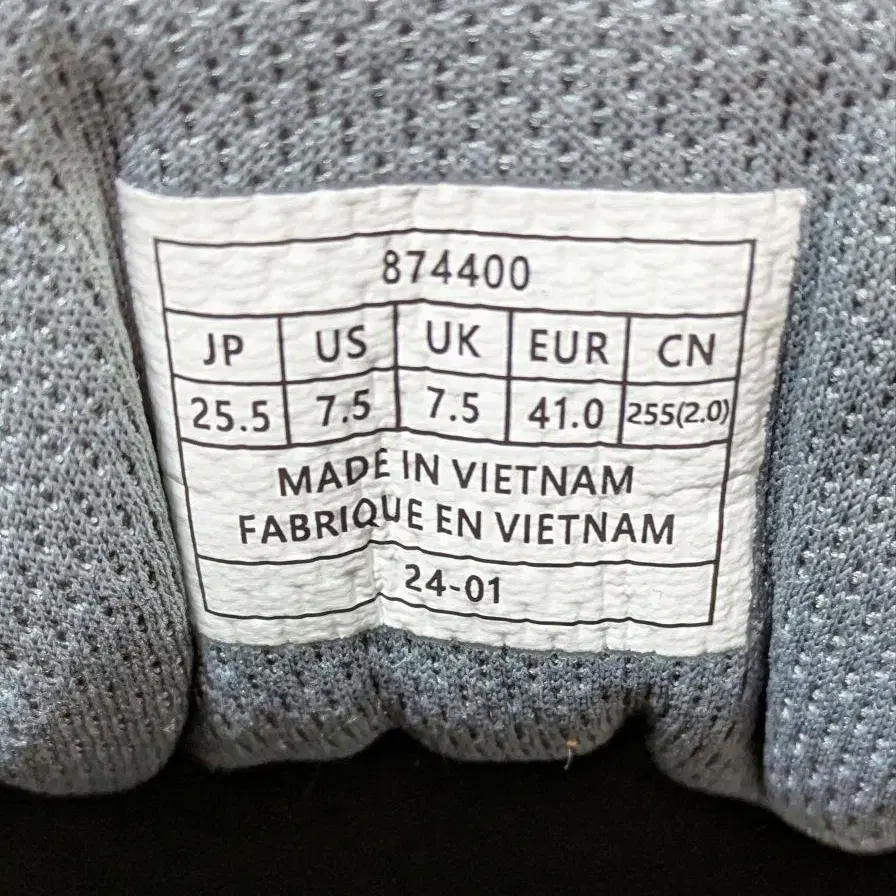 874400
JP US UK EUR CN
25.5 7.5 7.5 41.0 255(2.0)
MADE IN VIETNAM
FABRIQUE EN VIETNAM
24-01